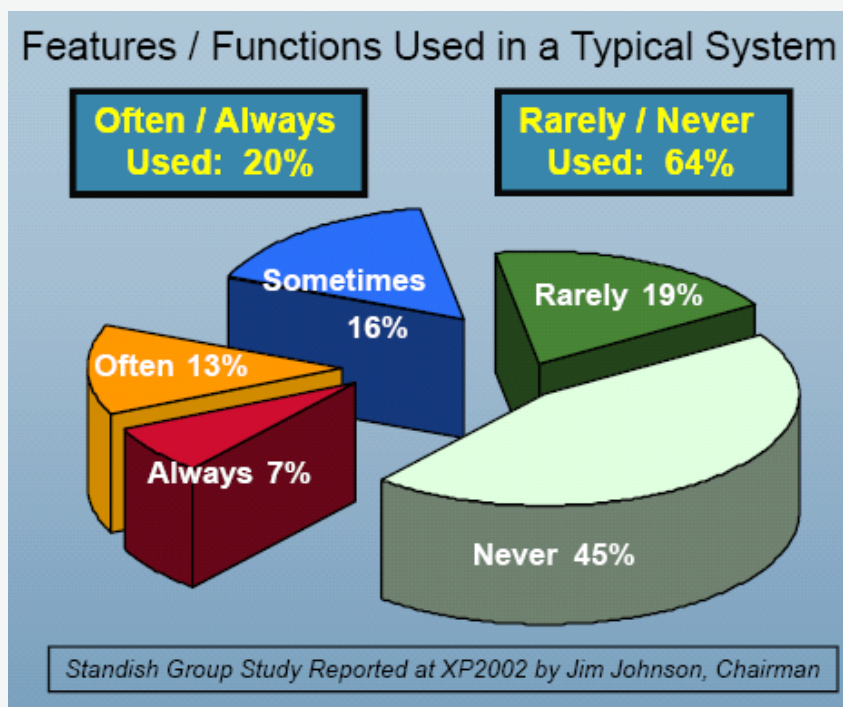 Features / Functions Used in a Typical System
Often / Always
Used: 20%
Rarely / Never
Used: 64%
Sometimes
16%
Rarely 19%
Often 13%
Always 7%
Never 45%
Standish Group Study Reported at XP2002 by Jim Johnson, Chairman